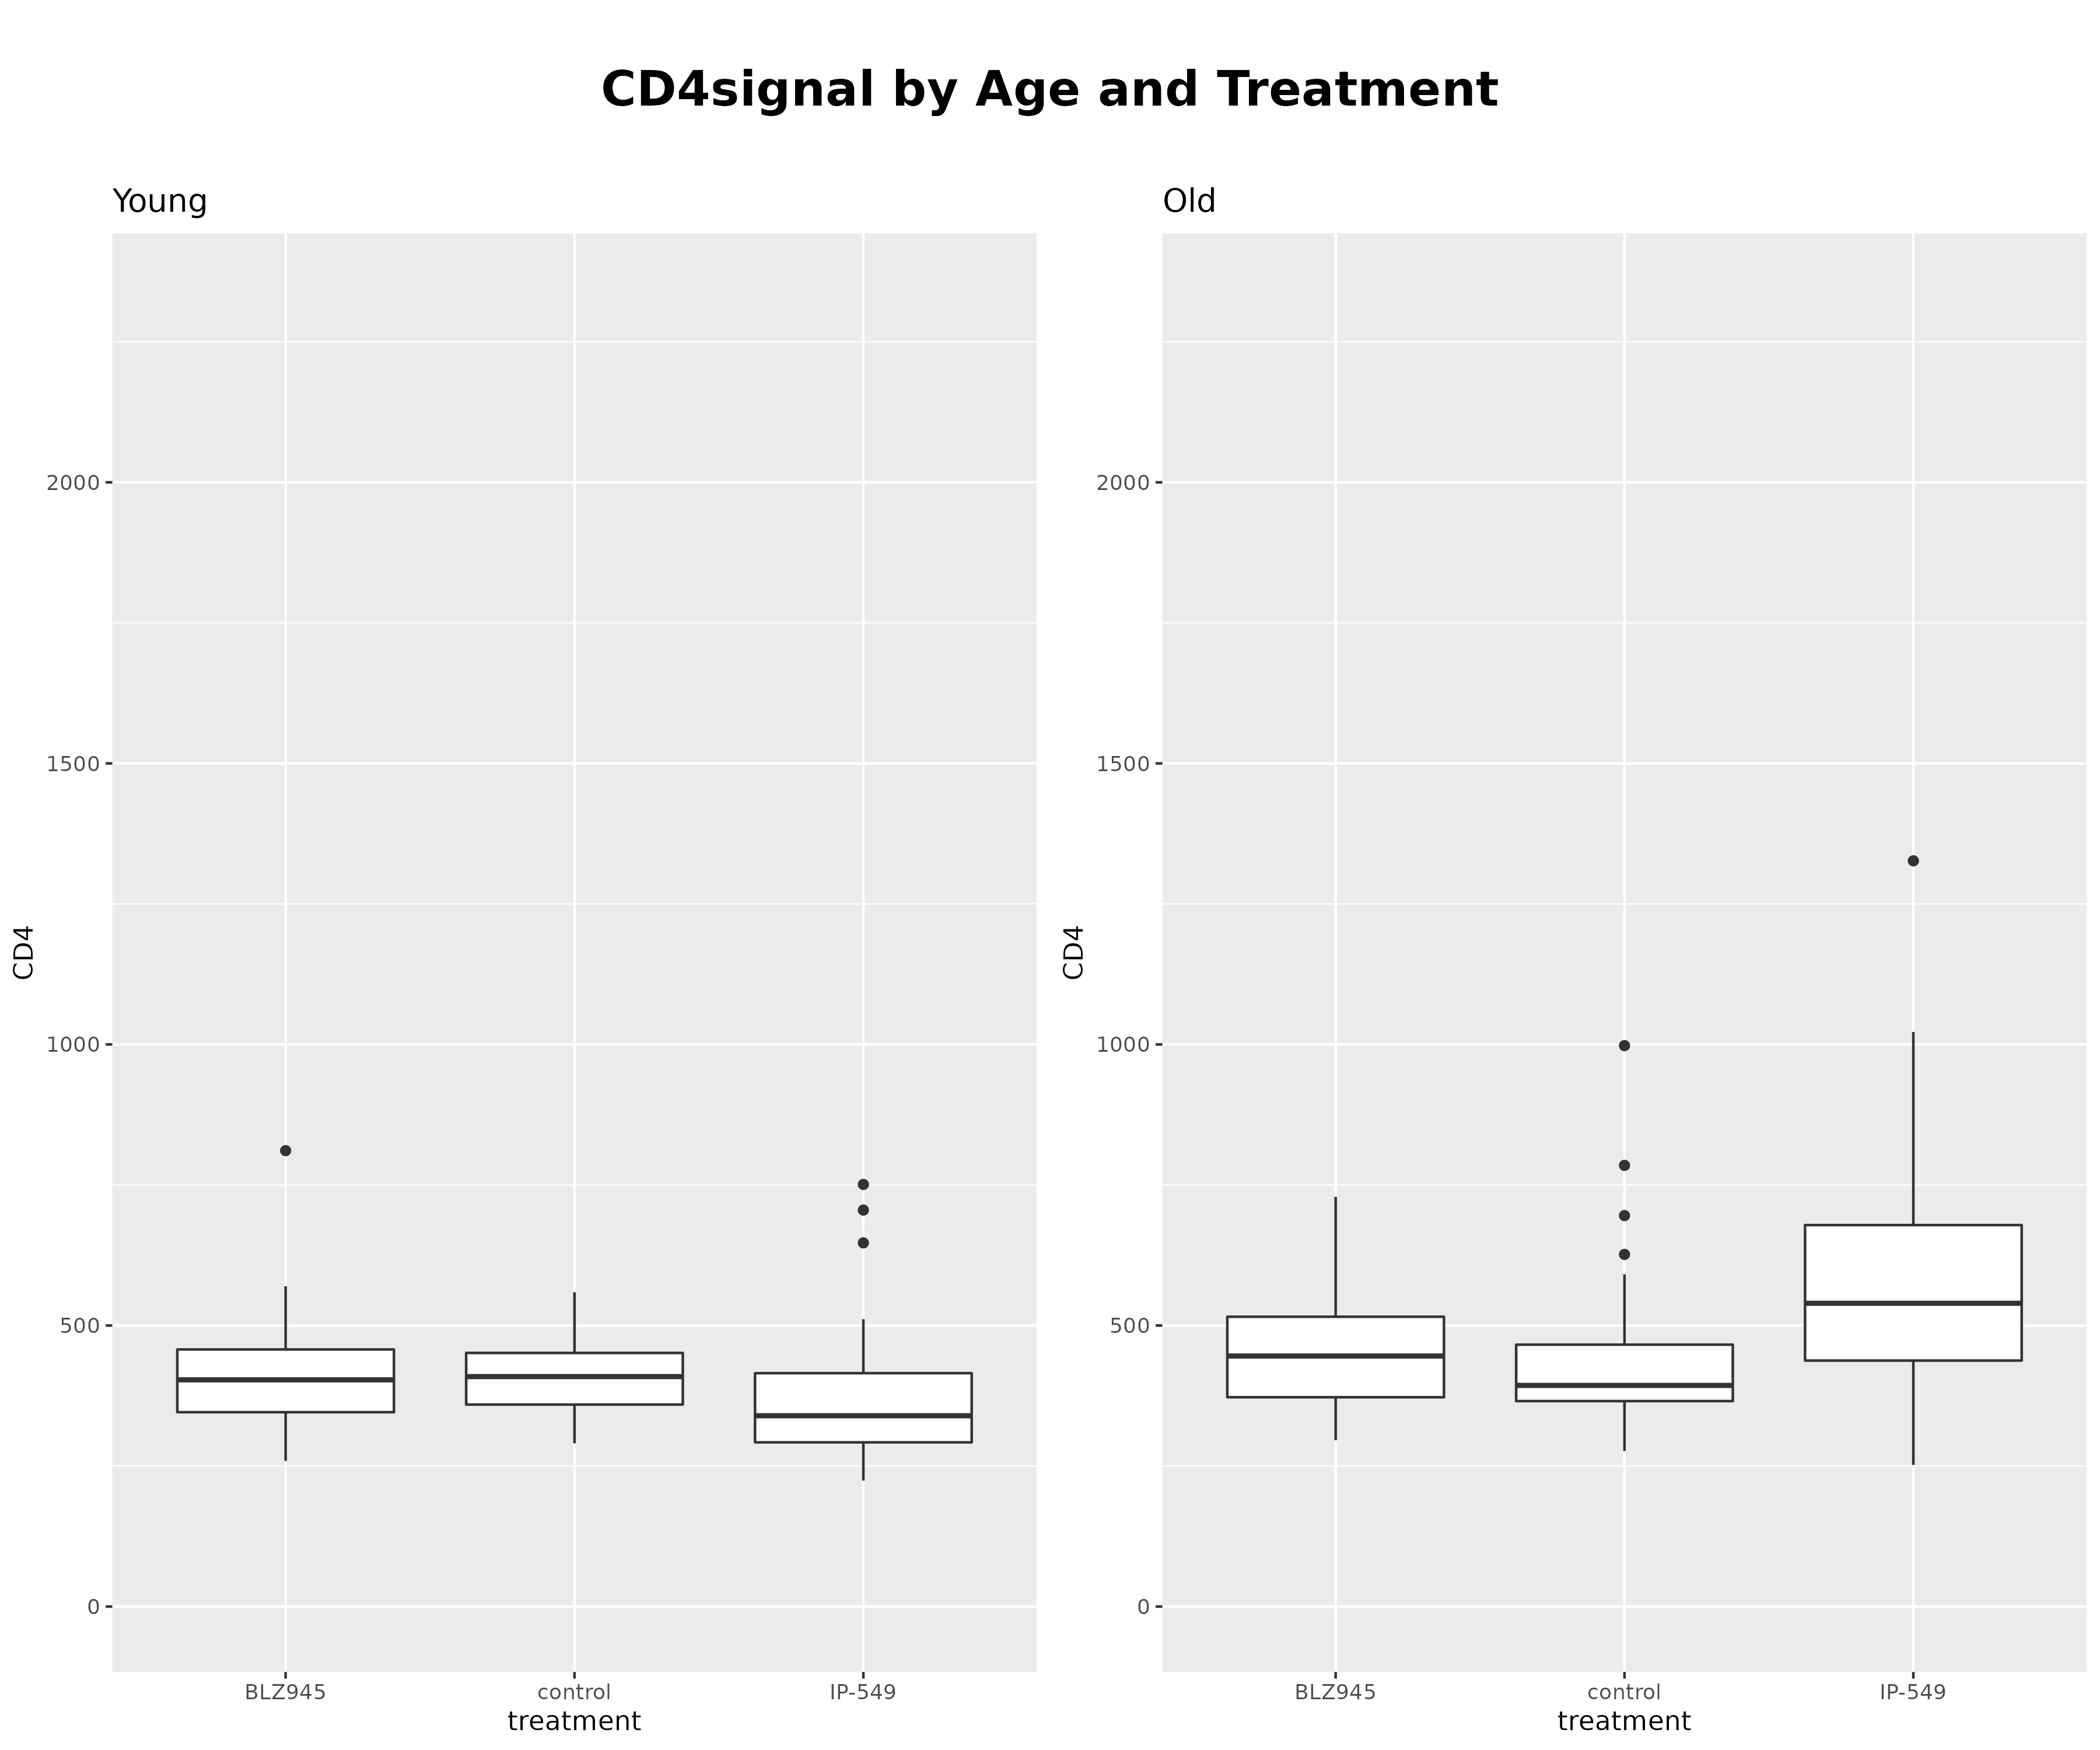 CD4signal by Age and Treatment
Young
CD4
2000
1500
1000
500
0
BLZ945 control IP-549
treatment
Old
CD4
2000
1500
1000
500
0
BLZ945 control IP-549
treatment